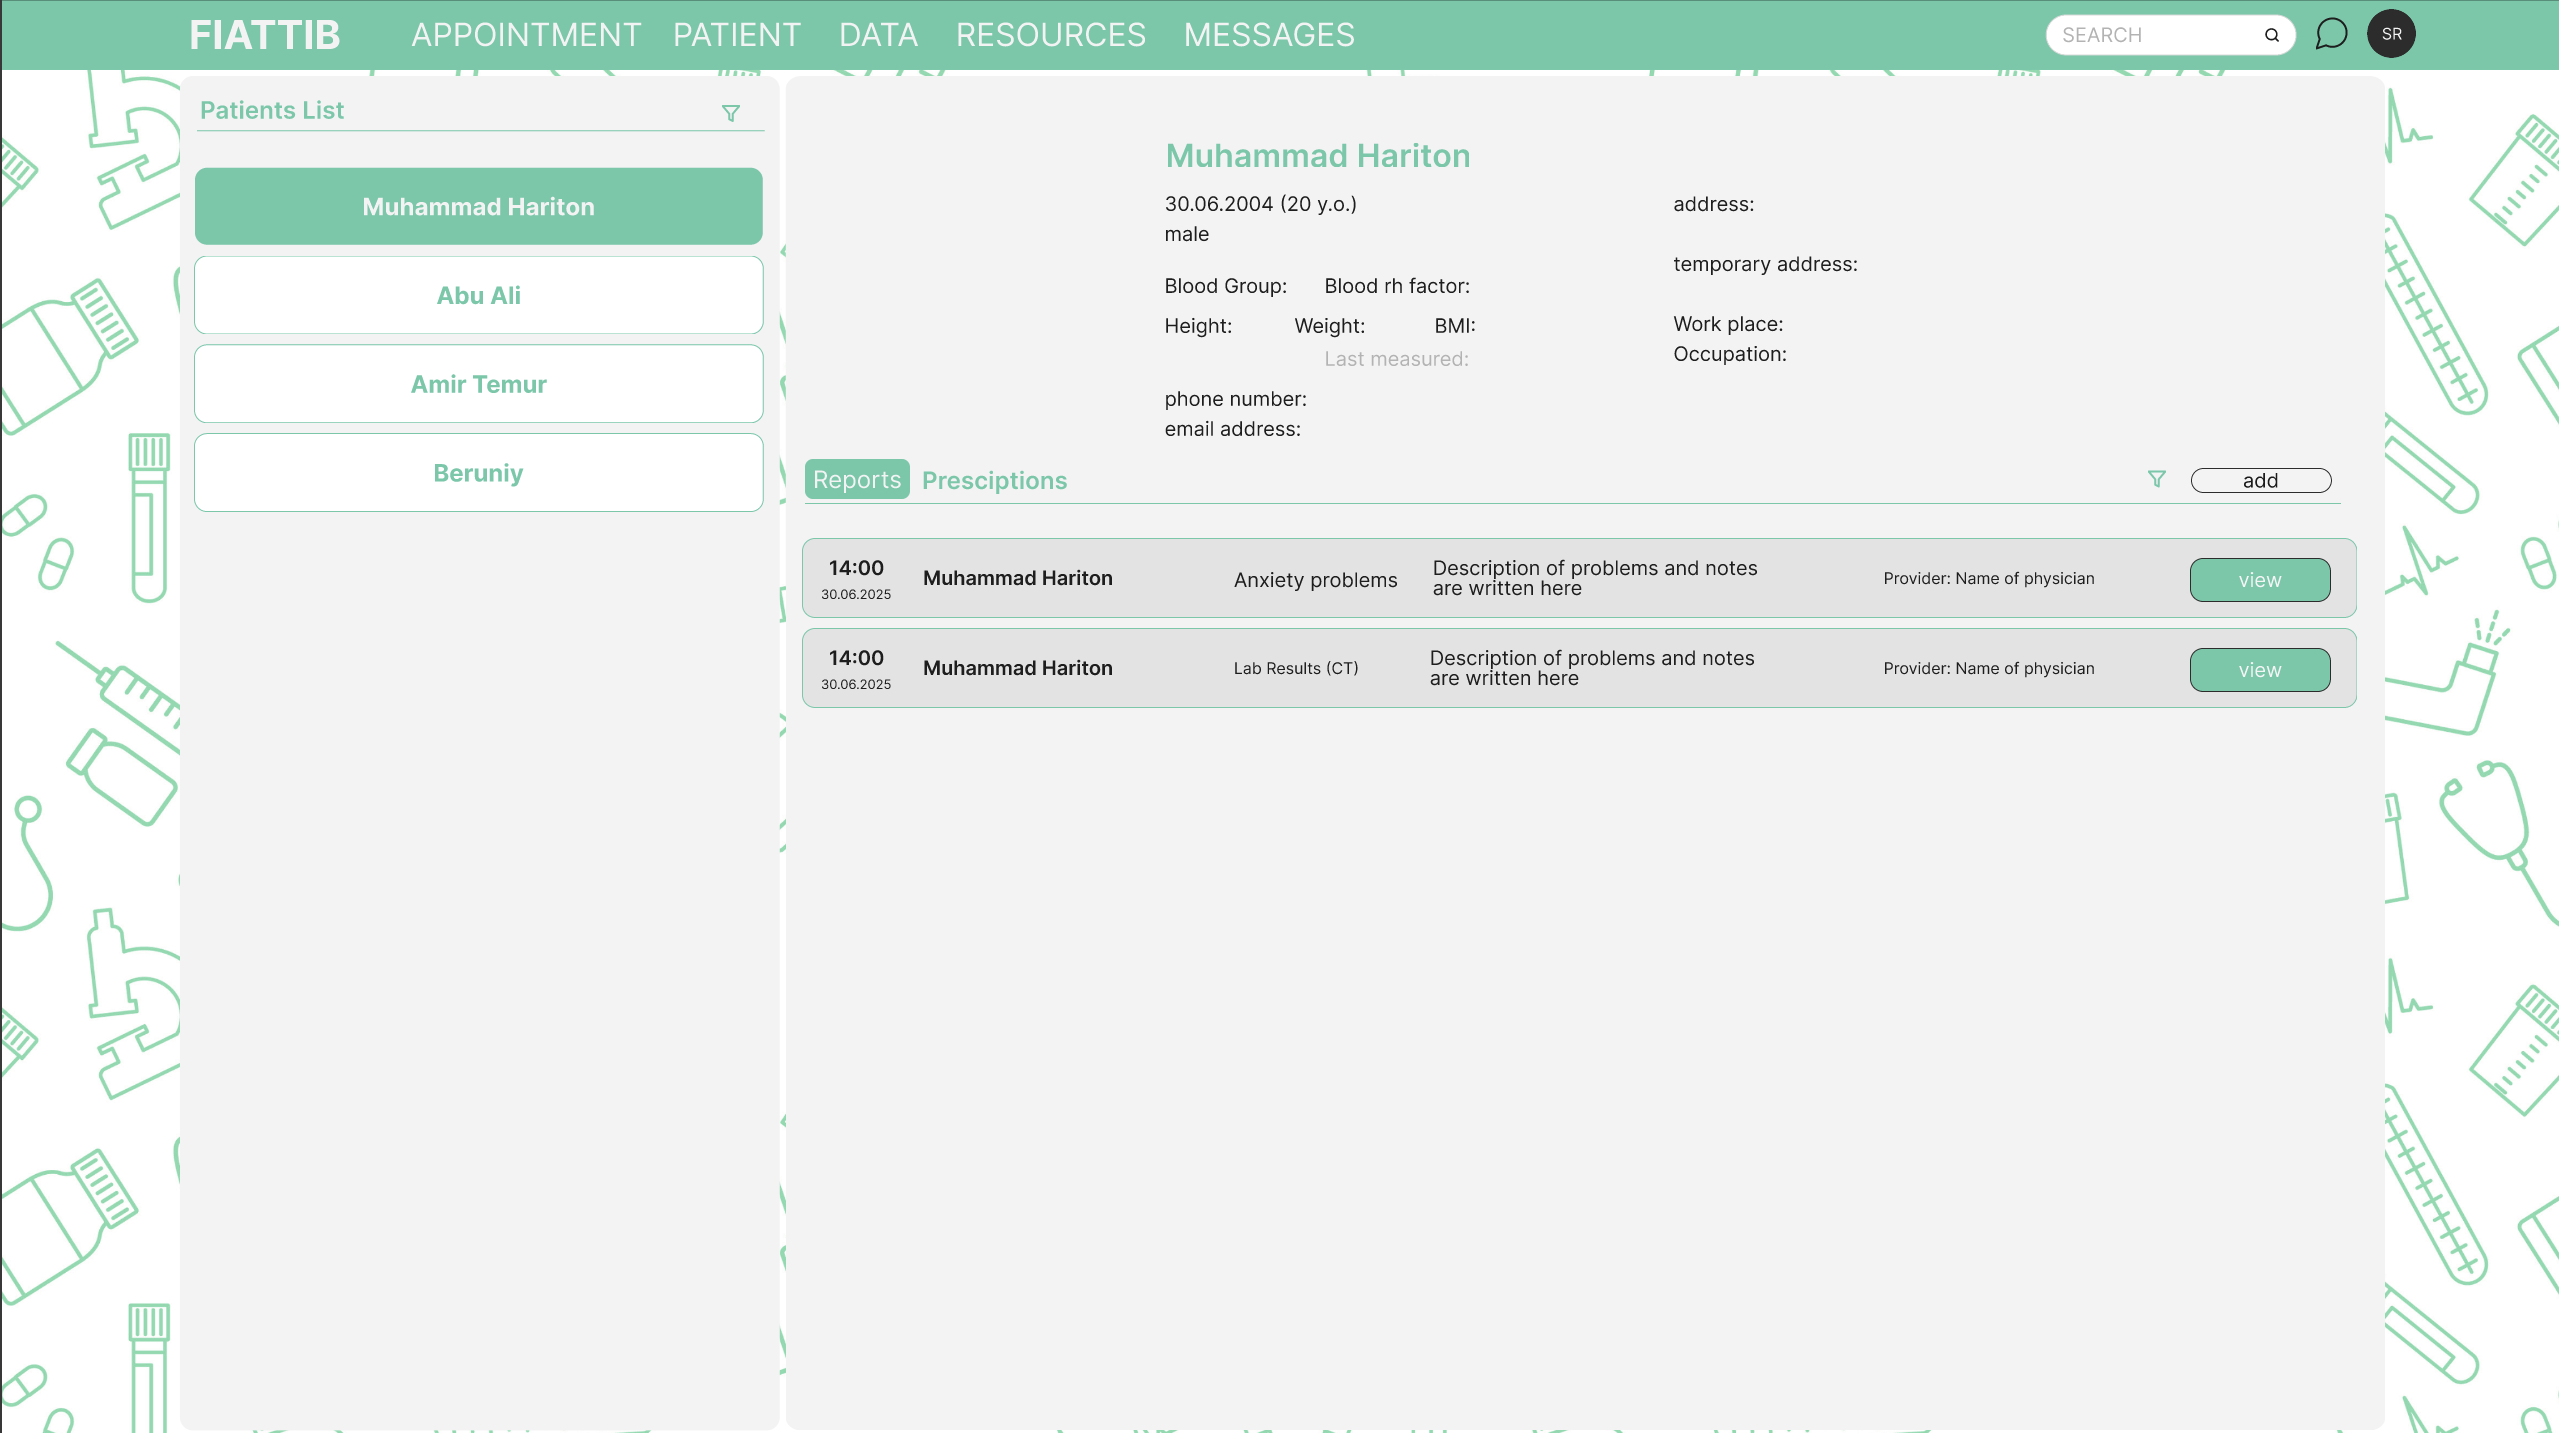 FIATTIB APPOINTMENT PATIENT DATA RESOURCES MESSAGES SEARCH SR
Patients List
Muhammad Hariton
Abu Ali
Amir Temur
Beruniy
Muhammad Hariton
30.06.2004 (20 y.o.)
male
Blood Group: Blood rh factor:
Height: Weight: BMI:
Last measured:
phone number:
email address:
address:
temporary address:
Work place:
Occupation:
Reports Presciptions add
14:00
30.06.2025
Muhammad Hariton
Anxiety problems
Description of problems and notes
are written here
Provider: Name of physician
view
14:00
30.06.2025
Muhammad Hariton
Lab Results (CT)
Description of problems and notes
are written here
Provider: Name of physician
view